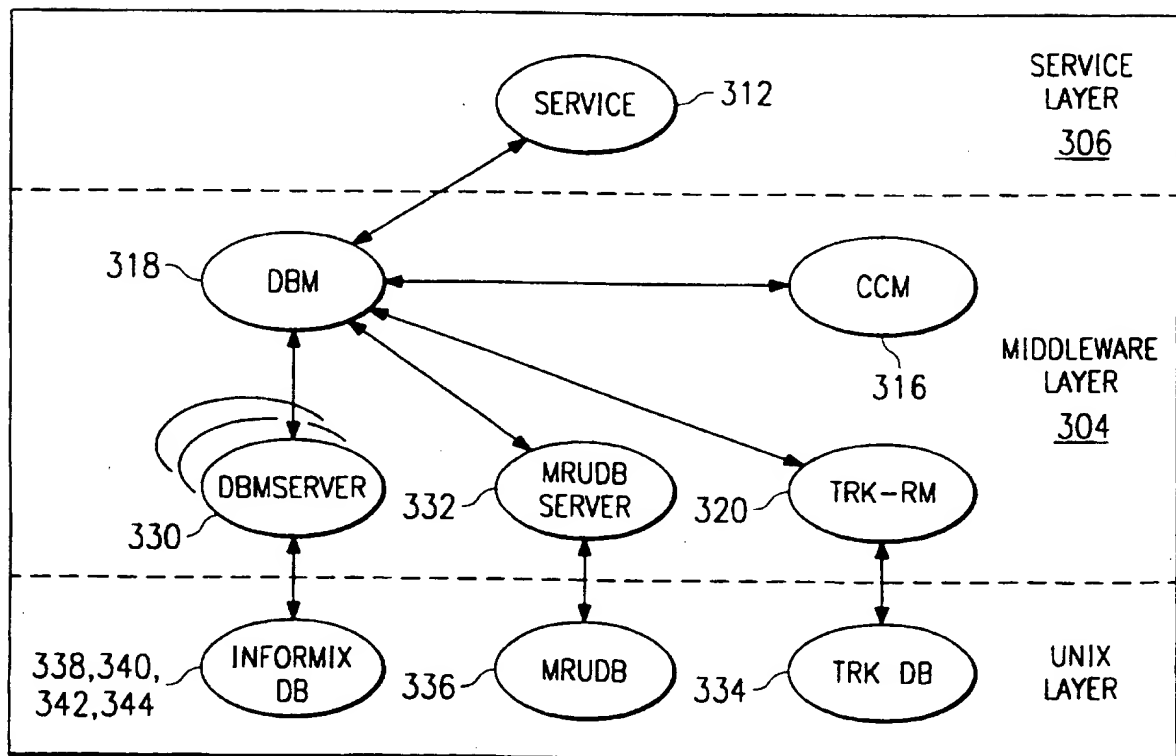 SERVICE
312
SERVICE
LAYER
306
318
DBM
CCM
316
MIDDLEWARE
LAYER
304
DBMSERVER
330
332
MRUDB
SERVER
320
TRK-RM
338,340,
342,344
INFORMIX
DB
336
MRUDB
334
TRK DB
UNIX
LAYER